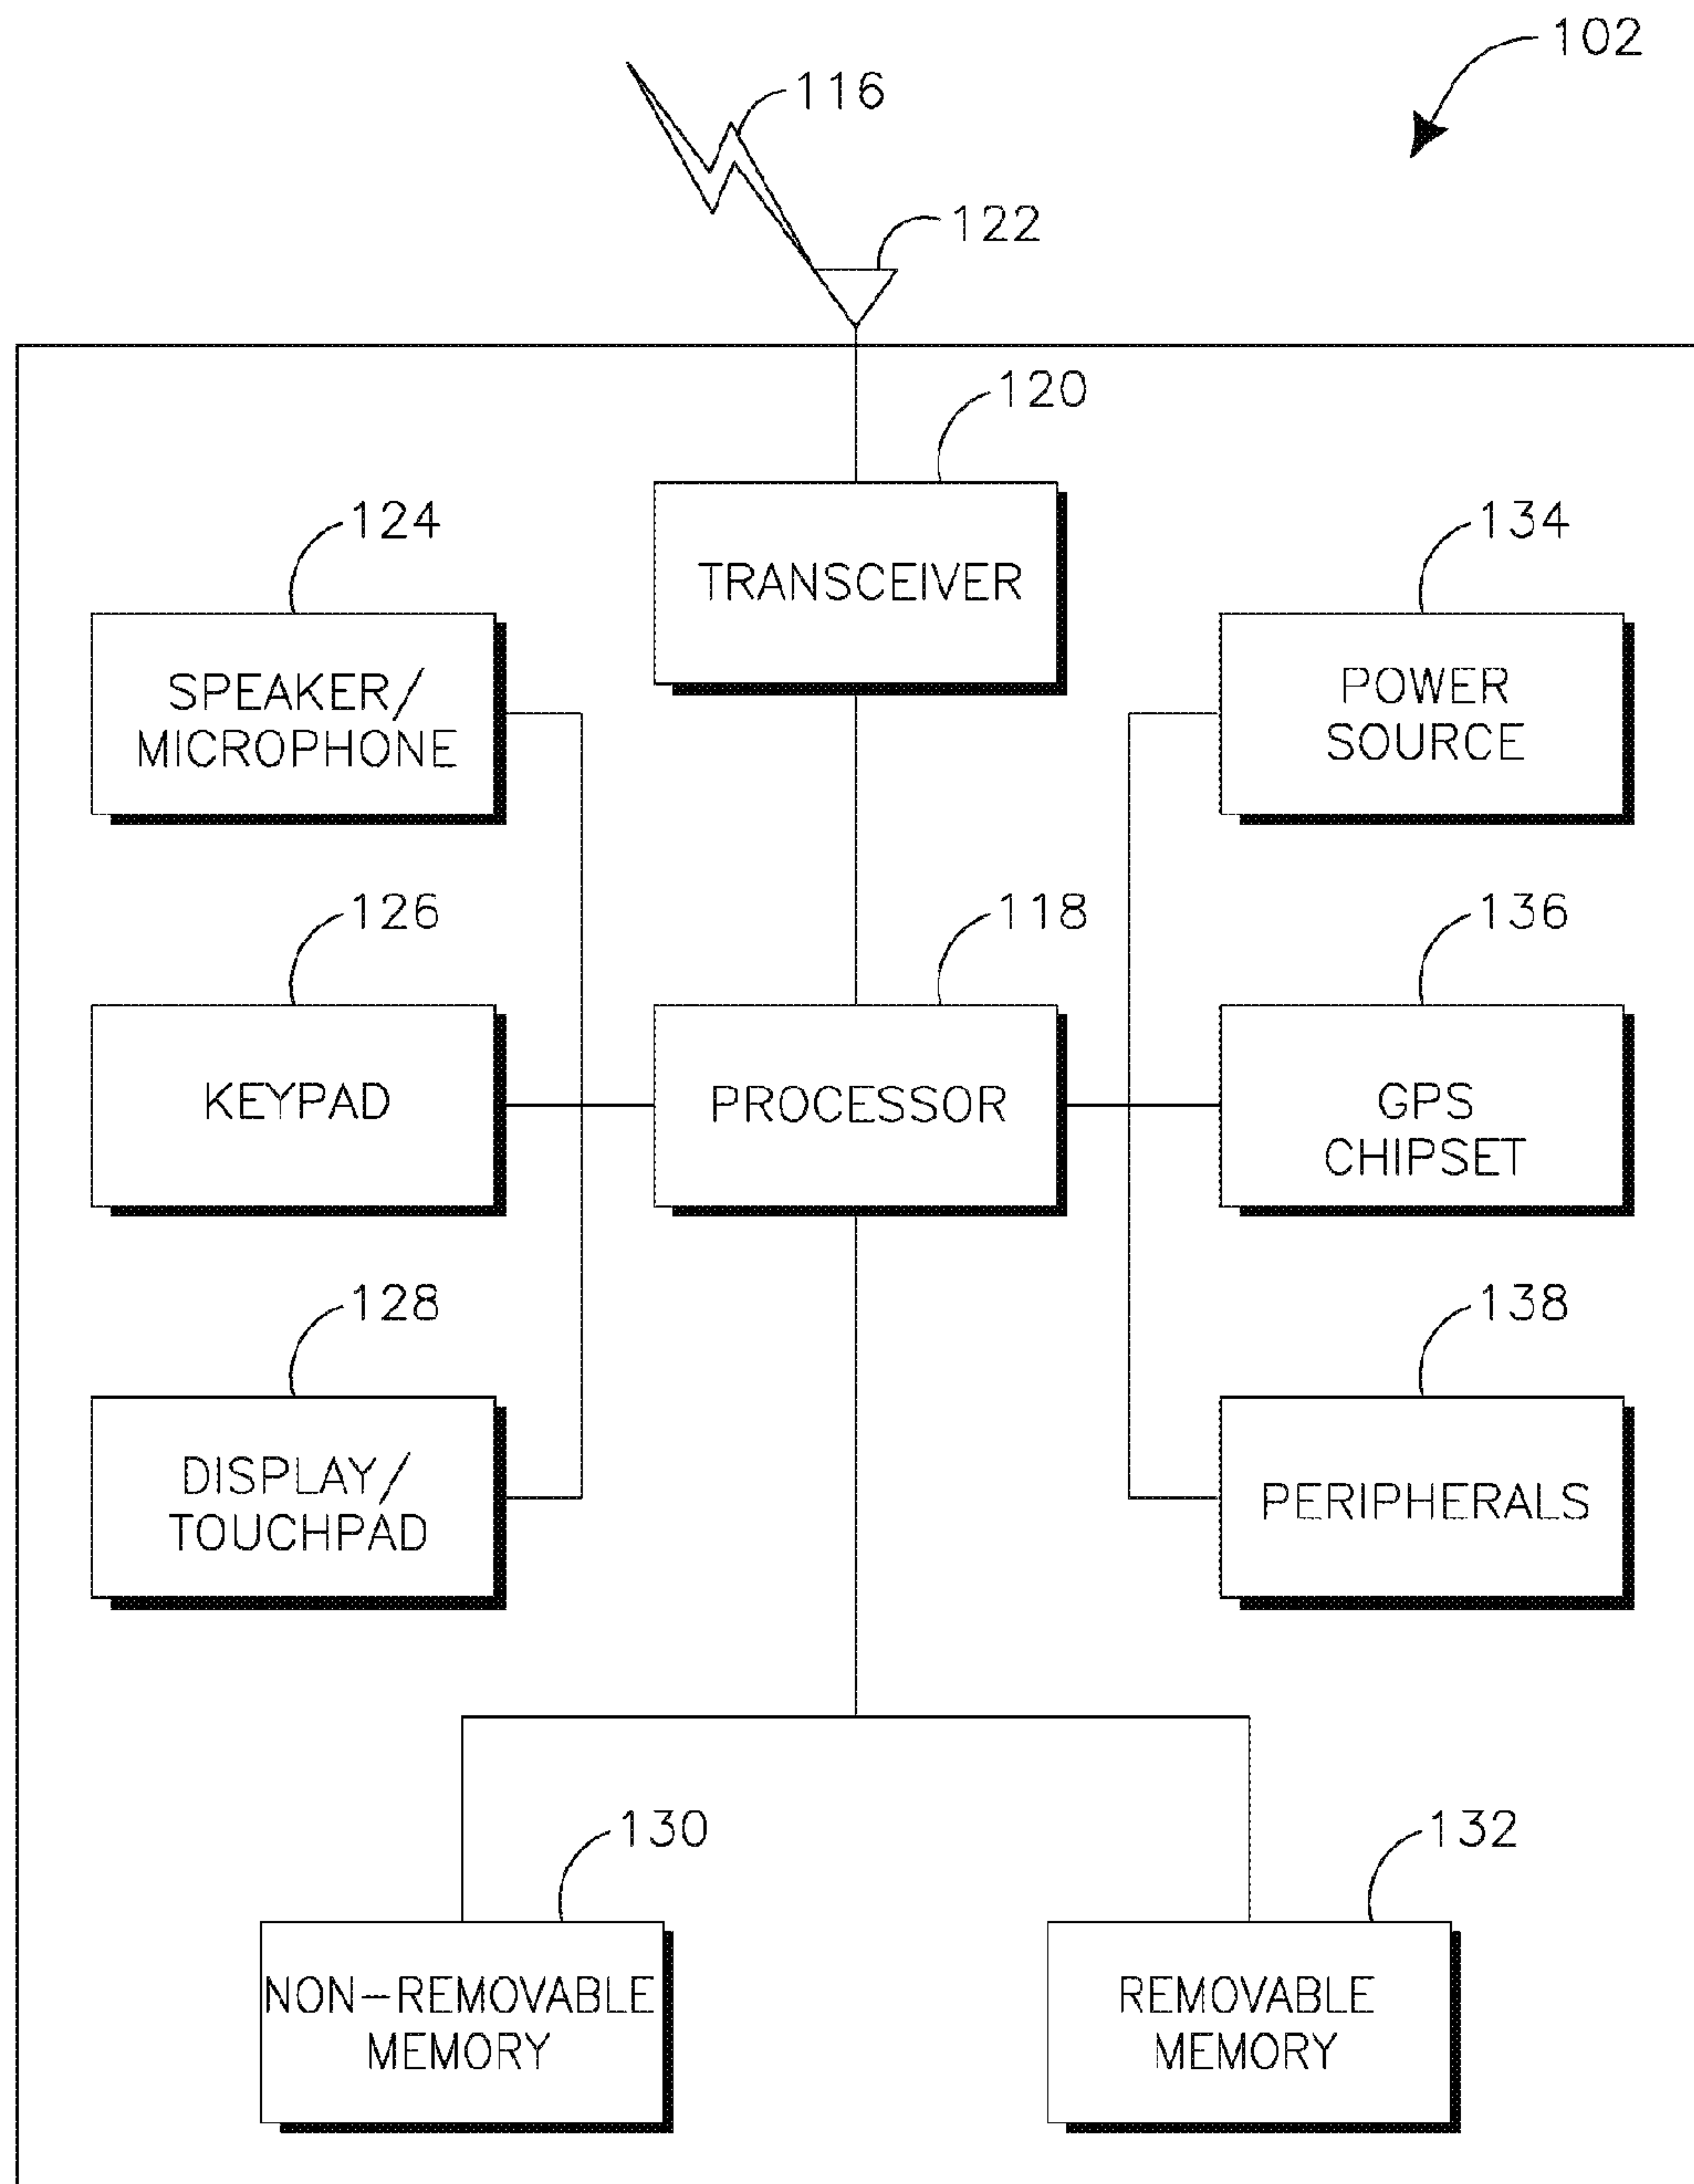 102
116
122
120
TRANSCEIVER
124
SPEAKER/
MICROPHONE
134
POWER
SOURCE
126
KEYPAD
118
PROCESSOR
136
GPS
CHIPSET
128
DISPLAY/
TOUCHPAD
138
PERIPHERALS
130
NON-REMOVABLE
MEMORY
132
REMOVABLE
MEMORY